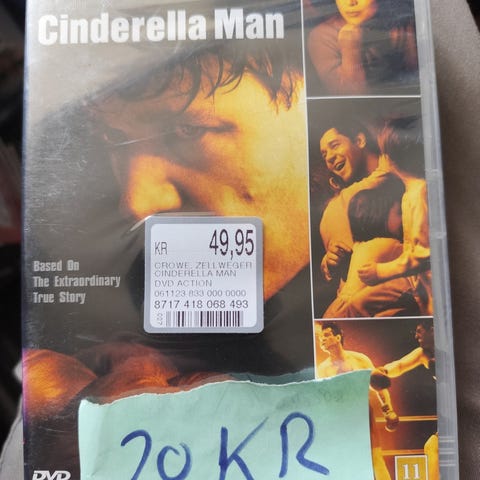 Cinderella Man
KR 49,95
CROWE, ZELLWEGER
CINDERELLA MAN
DVD ACTION
061123 833 000 0000
8717 418 068 493
Based On
The Extraordinary
True Story
20 KR
DVD
11